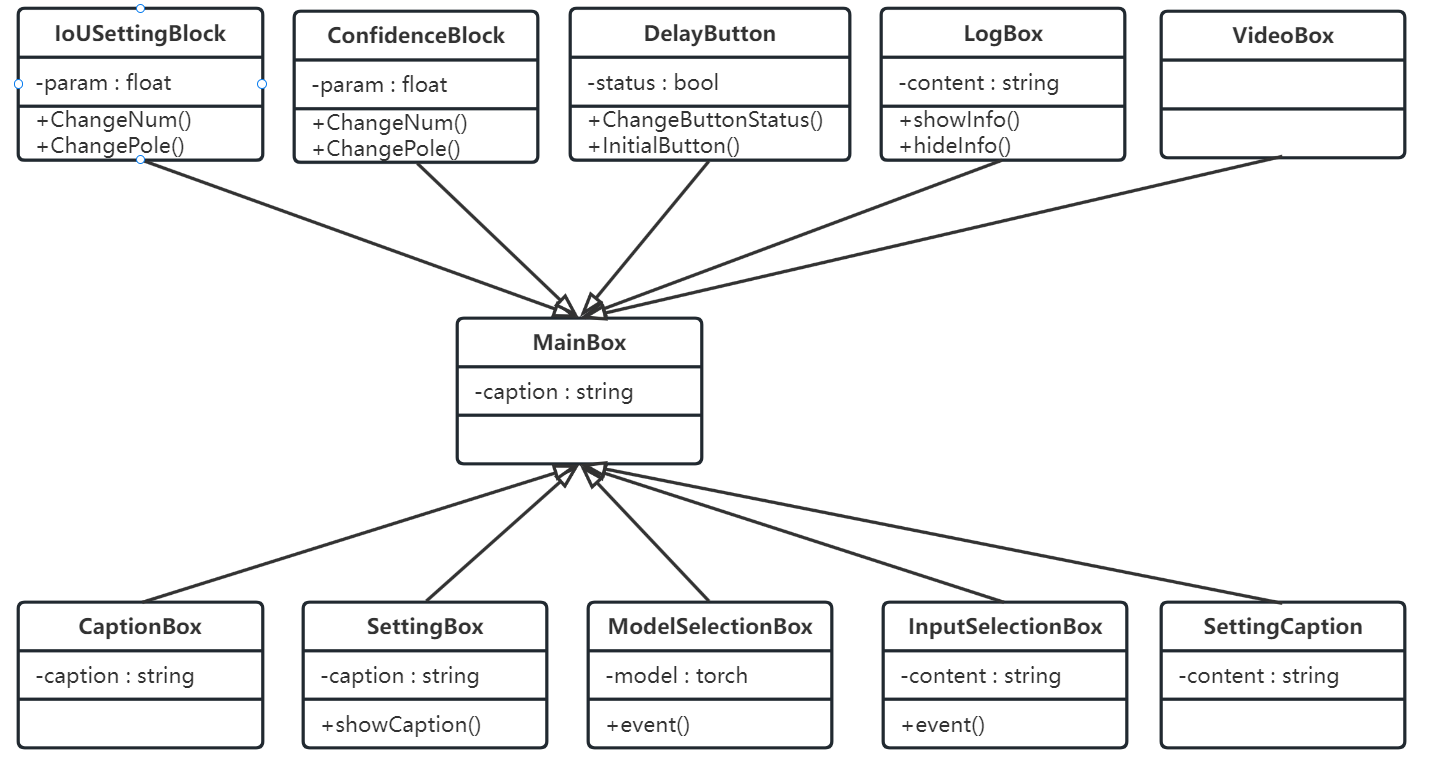 IoUSettingBlock
-param : float
+ChangeNum()
+ChangePole()
ConfidenceBlock
-param : float
+ChangeNum()
+ChangePole()
DelayButton
-status : bool
+ChangeButtonStatus()
+InitialButton()
LogBox
-content : string
+showInfo()
+hideInfo()
VideoBox
MainBox
-caption : string
CaptionBox
-caption : string
SettingBox
-caption : string
+showCaption()
ModelSelectionBox
-model : torch
+event()
InputSelectionBox
-content : string
+event()
SettingCaption
-content : string